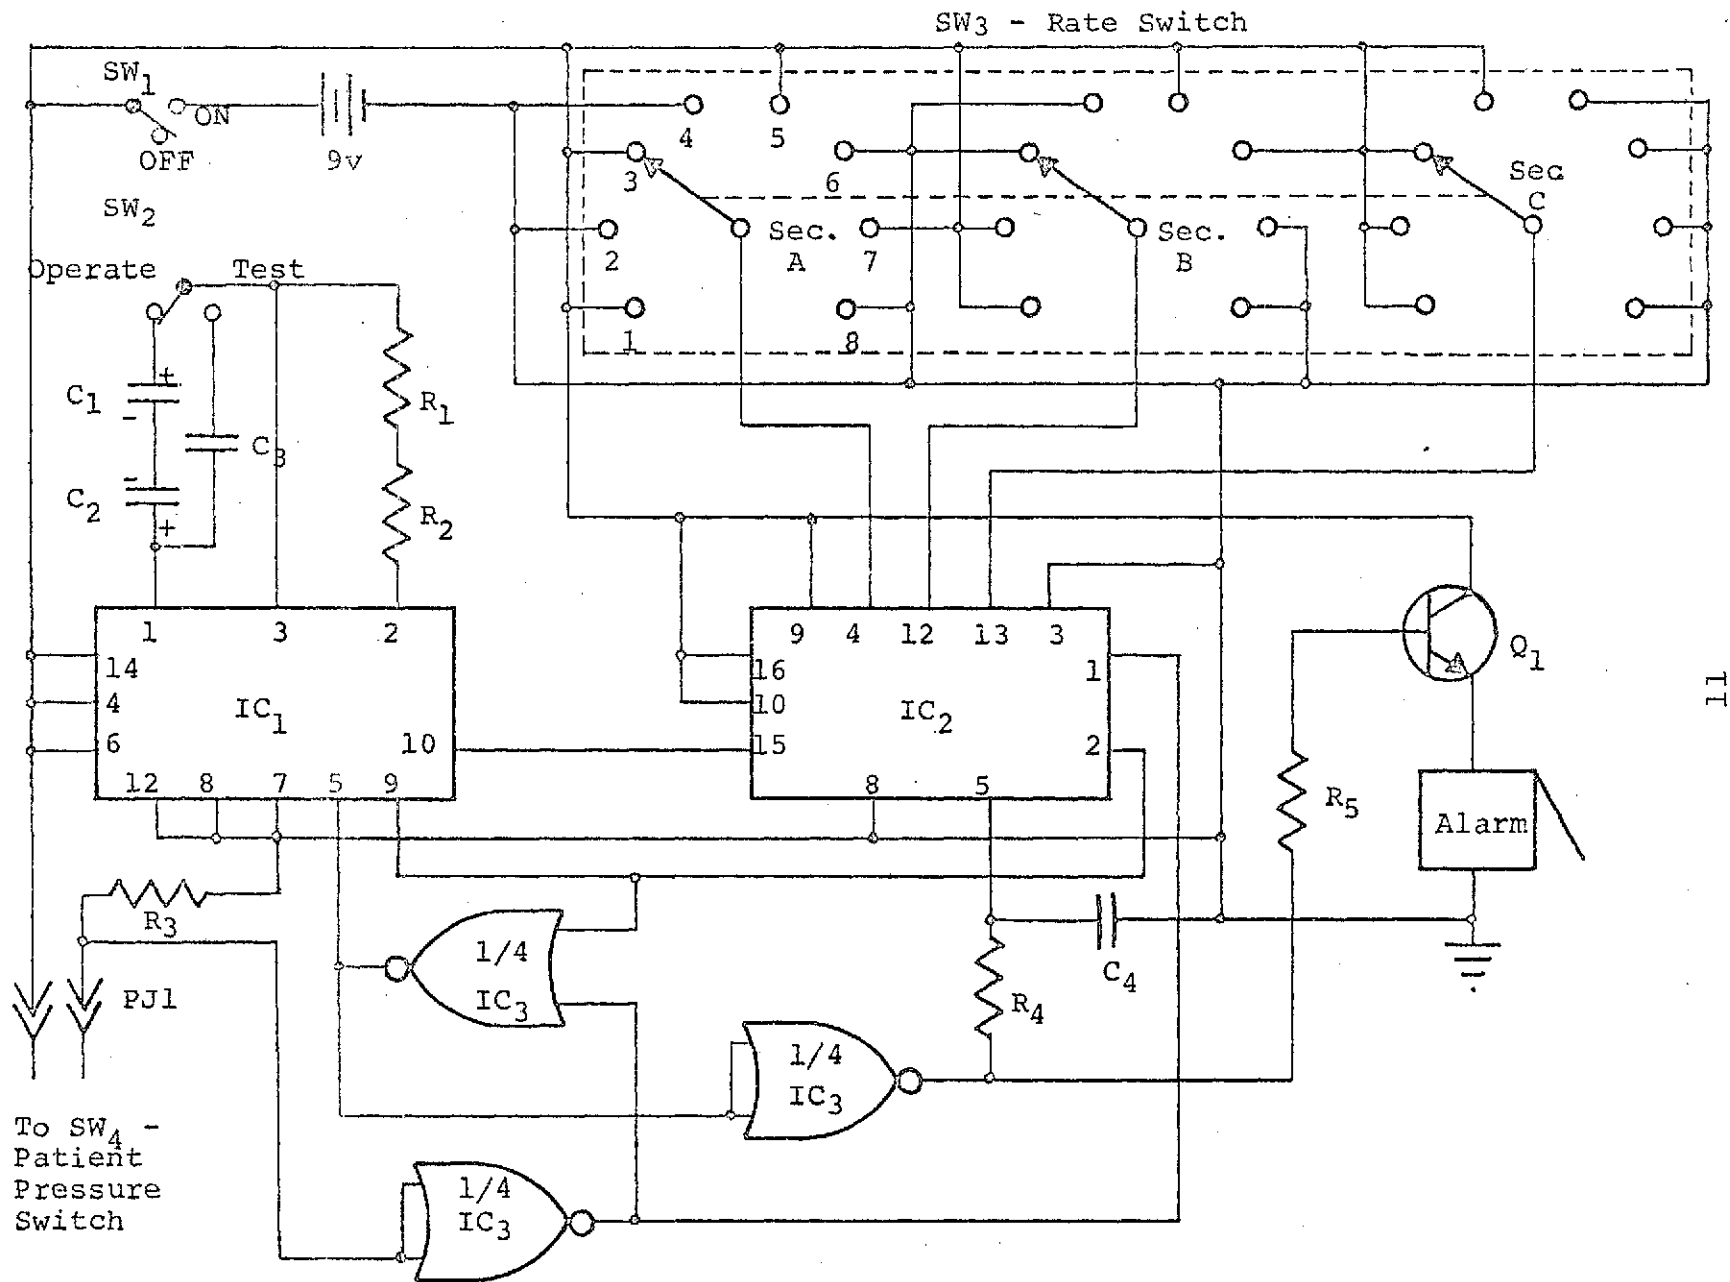 SW3 - Rate Switch
SW1
ON
OFF
9v
4
5
3
6
Sec
C
SW2
Sec.
A
7
Sec.
B
2
Operate
Test
1
8
C1
+
-
R1
C3
C2
-
+
R2
1
3
2
14
4
6
IC1
10
12
8
7
5
9
9
4
12
13
3
16
10
15
IC2
1
2
8
5
Q1
11
R5
Alarm
R3
1/4
IC3
C4
R4
PJ1
1/4
IC3
To SW4 -
Patient
Pressure
Switch
1/4
IC3